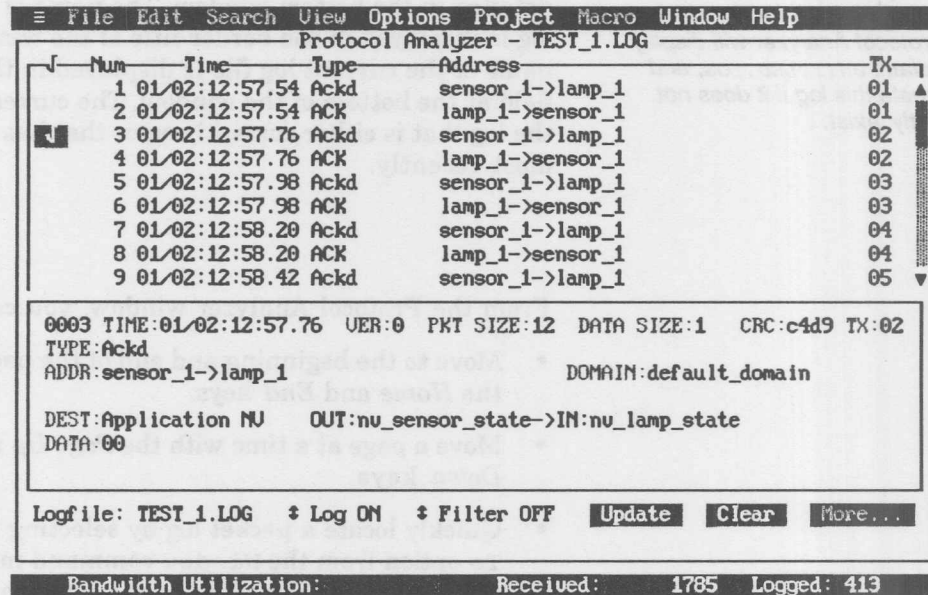 ≡ File Edit Search View Options Project Macro Window Help
Protocol Analyzer - TEST_1.LOG
√ Num Time Type Address TX
1 01/02:12:57.54 Ackd sensor_1->lamp_1 01
2 01/02:12:57.54 ACK lamp_1->sensor_1 01
√ 3 01/02:12:57.76 Ackd sensor_1->lamp_1 02
4 01/02:12:57.76 ACK lamp_1->sensor_1 02
5 01/02:12:57.98 Ackd sensor_1->lamp_1 03
6 01/02:12:57.98 ACK lamp_1->sensor_1 03
7 01/02:12:58.20 Ackd sensor_1->lamp_1 04
8 01/02:12:58.20 ACK lamp_1->sensor_1 04
9 01/02:12:58.42 Ackd sensor_1->lamp_1 05
0003 TIME:01/02:12:57.76 VER:0 PKT SIZE:12 DATA SIZE:1 CRC:c4d9 TX:02
TYPE:Ackd
ADDR:sensor_1->lamp_1 DOMAIN:default_domain
DEST:Application NV OUT:nv_sensor_state->IN:nv_lamp_state
DATA:00
Logfile: TEST_1.LOG ↕ Log ON ↕ Filter OFF Update Clear More...
Bandwidth Utilization: Received: 1785 Logged: 413